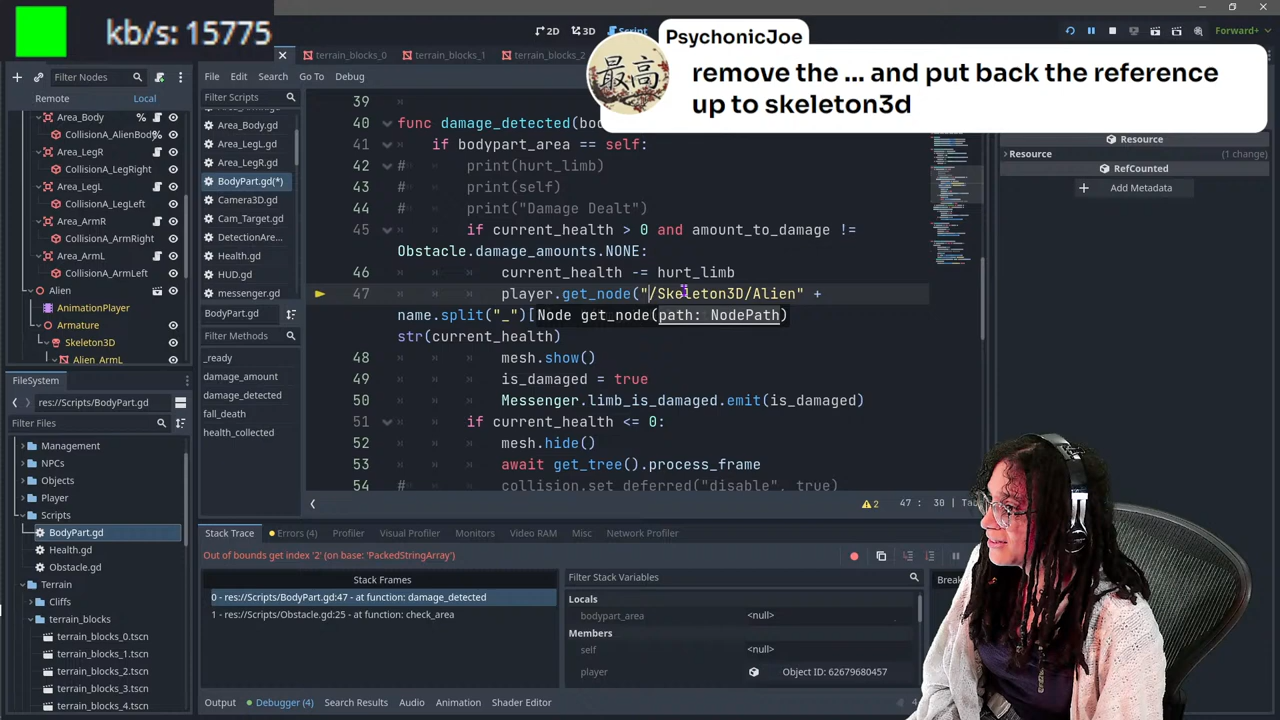 kb/s: 15775
PsychonicJoe
remove the ... and put back the reference
up to skeleton3d
最高
2D
3D
Script
Forward+
terrain_blocks_0
terrain_blocks_1
terrain_blocks_2
Filter Nodes
Remote
Local
Area_Body
CollisionA_AlienBod
Area_LegR
CollisionA_LegRight
Area_LegL
CollisionA_LegLeft
Area_ArmR
CollisionA_ArmRight
Area_ArmL
CollisionA_ArmLeft
Alien
AnimationPlayer
Armature
Skeleton3D
Alien_ArmL
FileSystem
res://Scripts/BodyPart.gd
Filter Files
Management
NPCs
Objects
Player
Scripts
BodyPart.gd
Health.gd
Obstacle.gd
Terrain
Cliffs
terrain_blocks
terrain_blocks_0.tscn
terrain_blocks_1.tscn
terrain_blocks_2.tscn
terrain_blocks_3.tscn
terrain_blocks_4.tscn
File
Edit
Search
Go To
Debug
Filter Scripts
Area_Body.gd
Area_LegL.gd
Area_LegR.gd
BodyPart.gd(*)
Camera3D.gd
Cam_Target.gd
DetectionArea...
Health.gd
HUD.gd
messenger.gd
BodyPart.gd
Filter Methods
_ready
damage_amount
damage_detected
fall_death
health_collected
39
40 func damage_detected(bo
41 if bodypart_area == self:
42 # print(hurt_limb)
43 # print(self)
44 # print("Damage Dealt")
45 if current_health > 0 and amount_to_damage !=
Obstacle.damage_amounts.NONE:
46 current_health -= hurt_limb
47 player.get_node("/Skeleton3D/Alien" +
name.split("_")[
Node get_node(path: NodePath)
str(current_health)
48 mesh.show()
49 is_damaged = true
50 Messenger.limb_is_damaged.emit(is_damaged)
51 if current_health <= 0:
52 mesh.hide()
53 await get_tree().process_frame
54 # collision.set_deferred("disable", true)
2
47 : 30
Resource
Resource
(1 change)
RefCounted
Add Metadata
Stack Trace
Errors (4)
Profiler
Visual Profiler
Monitors
Video RAM
Misc
Network Profiler
Out of bounds get index '2' (on base: 'PackedStringArray')
Stack Frames
0 - res://Scripts/BodyPart.gd:47 - at function: damage_detected
1 - res://Scripts/Obstacle.gd:25 - at function: check_area
Filter Stack Variables
Locals
bodypart_area
<null>
Members
self
<null>
player
Object ID: 62679680457
Output
Debugger (4)
Search Results
Audio
Animation
Shader Editor